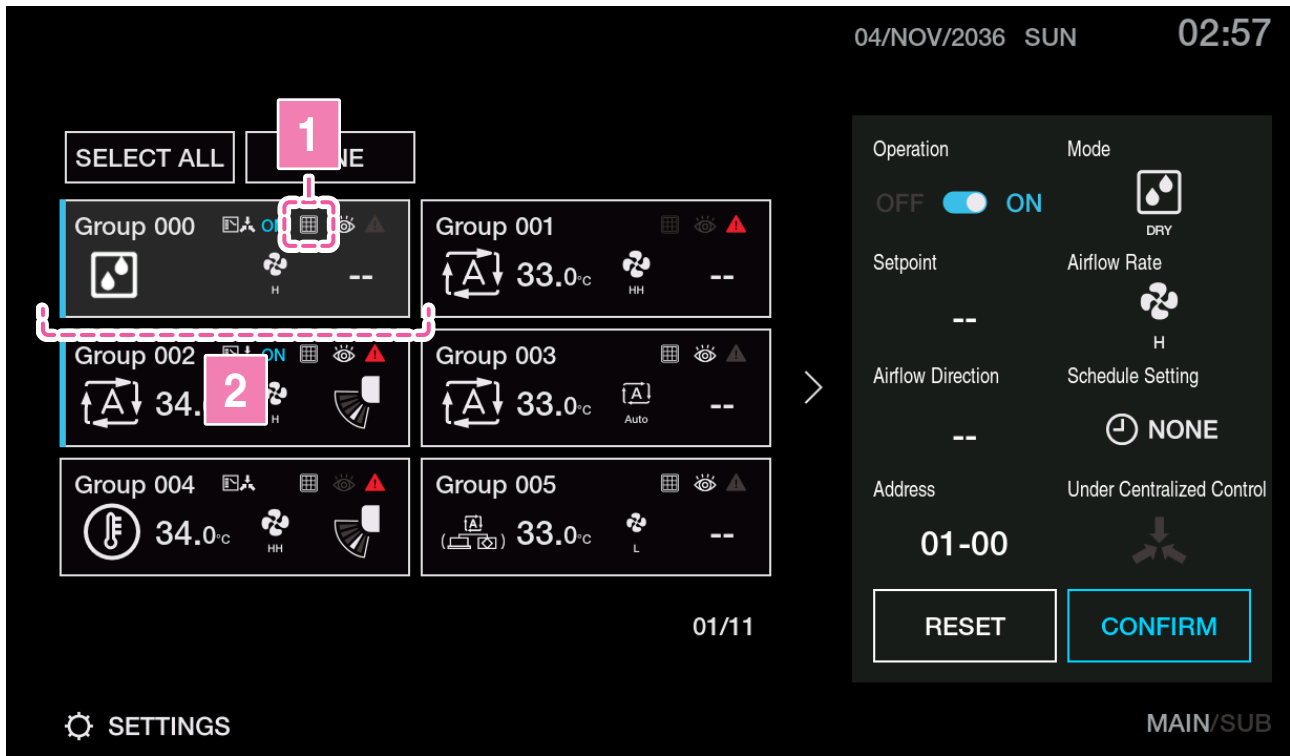 04/NOV/2036 SUN 02:57
1
SELECT ALL
NE
Group 000
H
--
Group 001
A 33.0°C
HH
--
2
Group 002 ON
A 34.
H
Group 003
A 33.0°C
A
Auto
--
Group 004
34.0°C
HH
Group 005
(A) 33.0°C
L
--
01/11
Operation
OFF ON
Mode
DRY
Setpoint
--
Airflow Rate
H
Airflow Direction
--
Schedule Setting
NONE
Address
01-00
Under Centralized Control
RESET
CONFIRM
SETTINGS
MAIN/SUB